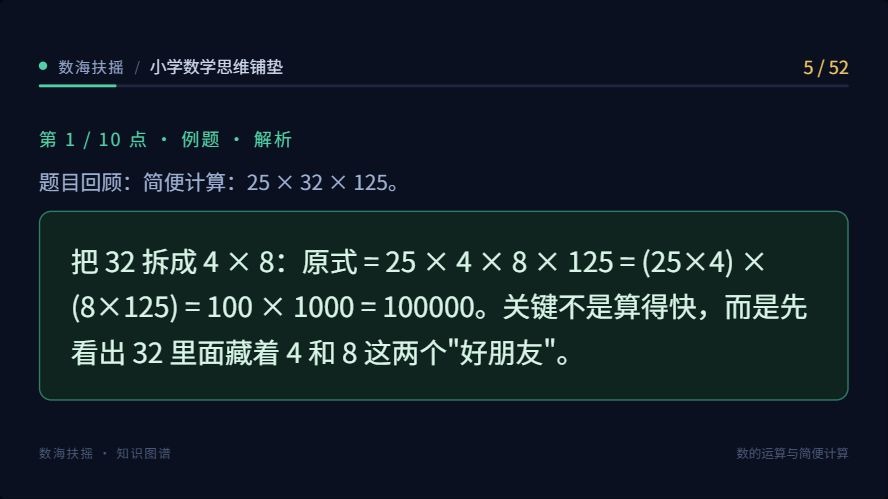 数海扶摇 / 小学数学思维铺垫
5 / 52
第 1 / 10 点 · 例题 · 解析
题目回顾：简便计算：25 × 32 × 125。
把 32 拆成 4 × 8：原式 = 25 × 4 × 8 × 125 = (25×4) ×
(8×125) = 100 × 1000 = 100000。关键不是算得快，而是先
看出 32 里面藏着 4 和 8 这两个"好朋友"。
数海扶摇 · 知识图谱
数的运算与简便计算